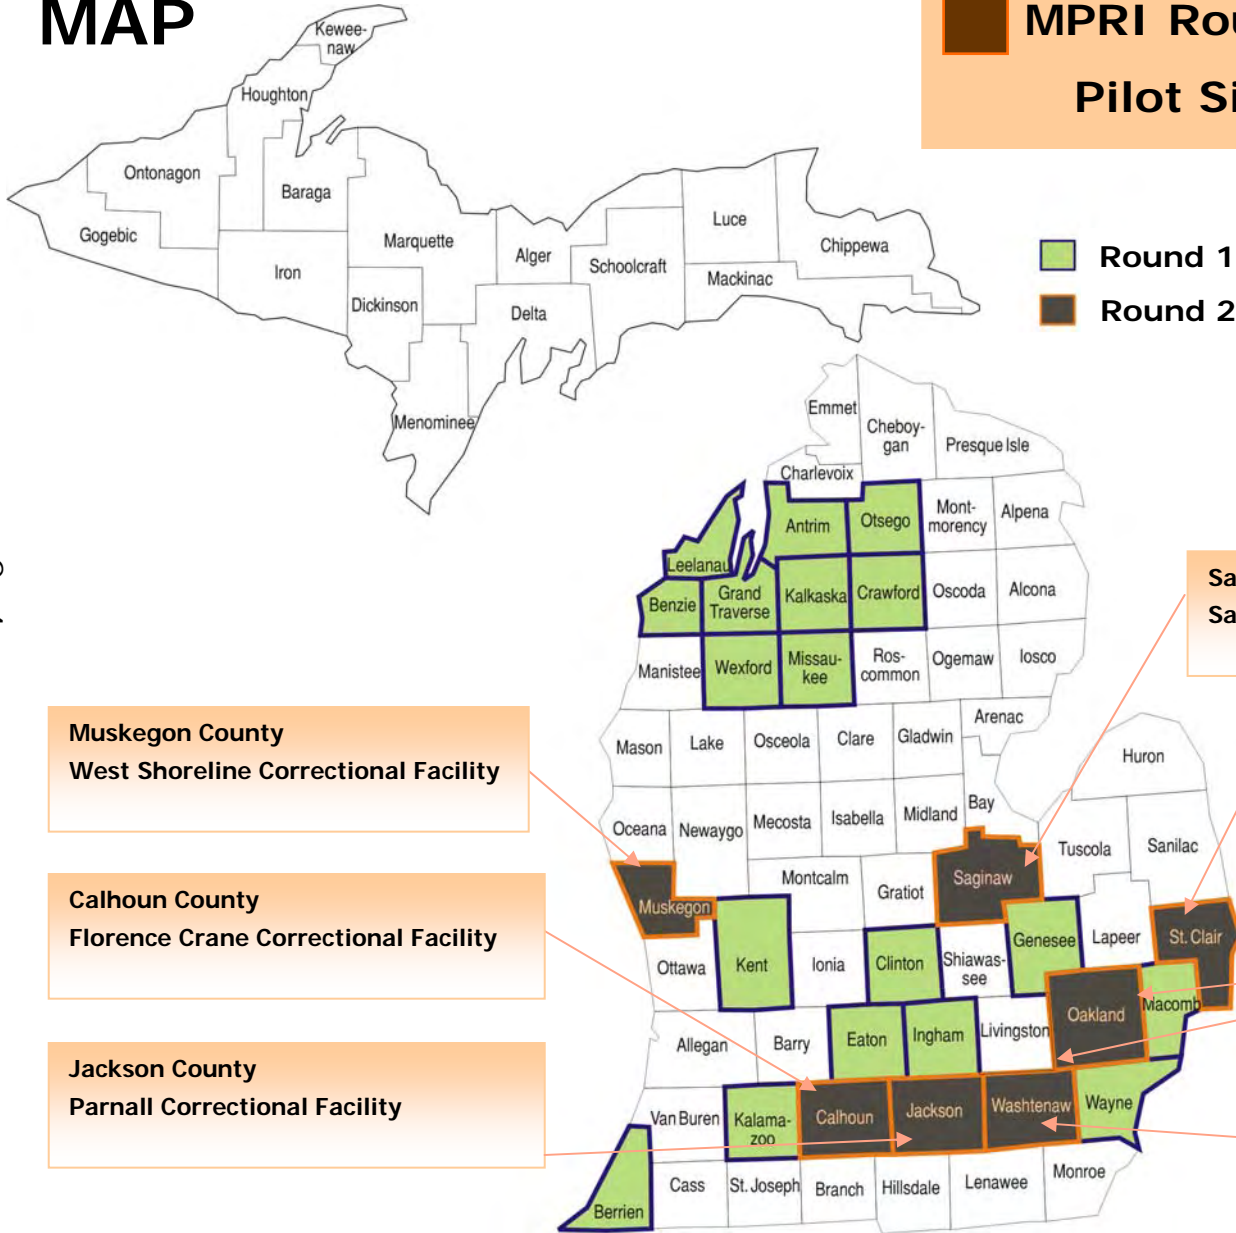 MAP
MPRI Rou
Pilot Si
Round 1
Round 2
Kewee-
naw
Houghton
Ontonagon
Baraga
Gogebic
Marquette
Iron
Dickinson
Alger
Schoolcraft
Luce
Chippewa
Mackinac
Delta
Menominee
Emmet
Cheboy-
gan
Presque Isle
Charlevoix
Antrim
Otsego
Mont-
morency
Alpena
Leelanau
Benzie
Grand
Traverse
Kalkaska
Crawford
Oscoda
Alcona
Manistee
Wexford
Missau-
kee
Ros-
common
Ogemaw
Iosco
Sa
Sa
Muskegon County
West Shoreline Correctional Facility
Mason
Lake
Osceola
Clare
Gladwin
Arenac
Huron
Oceana
Newaygo
Mecosta
Isabella
Midland
Bay
Tuscola
Sanilac
Calhoun County
Florence Crane Correctional Facility
Muskegon
Montcalm
Gratiot
Saginaw
Ottawa
Kent
Ionia
Clinton
Shiawas-
see
Genesee
Lapeer
St. Clair
Jackson County
Parnall Correctional Facility
Allegan
Barry
Eaton
Ingham
Livingston
Oakland
Macomb
Van Buren
Kalama-
zoo
Calhoun
Jackson
Washtenaw
Wayne
Berrien
Cass
St. Joseph
Branch
Hillsdale
Lenawee
Monroe